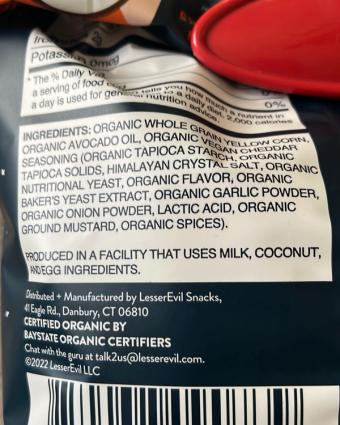 Potassium 0mg
0%
* The % Daily
tells you how much a nutrient in
a serving of food
to a daily diet. 2,000 calories
a day is used for general nutrition advice.
INGREDIENTS: ORGANIC WHOLE GRAIN YELLOW CORN,
ORGANIC AVOCADO OIL, ORGANIC VEGAN CHEDDAR
SEASONING (ORGANIC TAPIOCA STARCH, ORGANIC
TAPIOCA SOLIDS, HIMALAYAN CRYSTAL SALT, ORGANIC
NUTRITIONAL YEAST, ORGANIC FLAVOR, ORGANIC
BAKER'S YEAST EXTRACT, ORGANIC GARLIC POWDER,
ORGANIC ONION POWDER, LACTIC ACID, ORGANIC
GROUND MUSTARD, ORGANIC SPICES).
PRODUCED IN A FACILITY THAT USES MILK, COCONUT,
AND EGG INGREDIENTS.
Distributed + Manufactured by LesserEvil Snacks,
41 Eagle Rd., Danbury, CT 06810
CERTIFIED ORGANIC BY
BAYSTATE ORGANIC CERTIFIERS
Chat with the guru at talk2us@lesserevil.com.
©2022 LesserEvil LLC